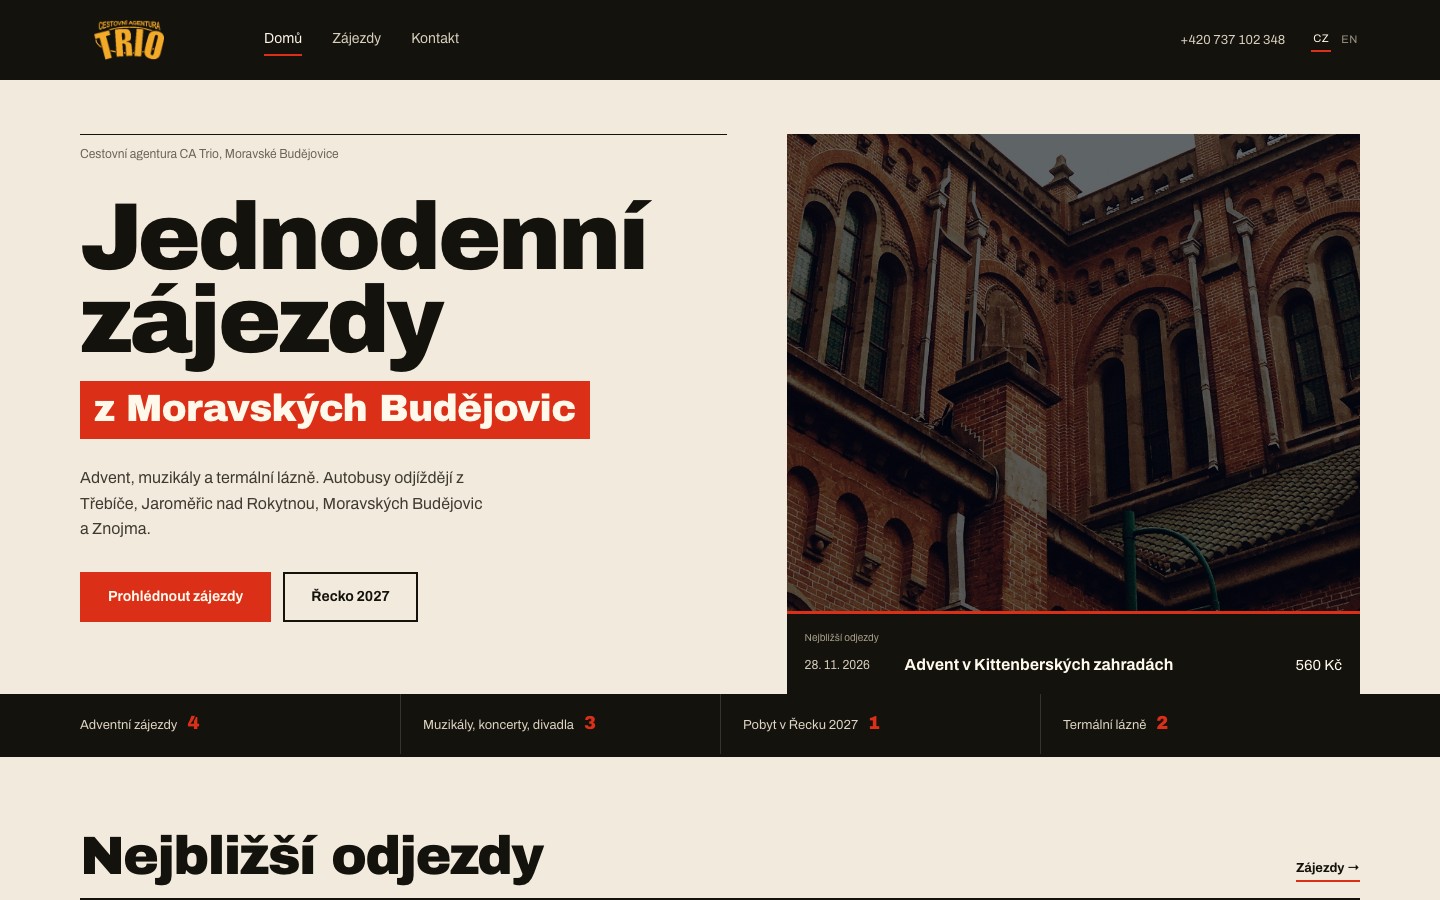 CESTOVNÍ AGENTURA
TRIO
Domů
Zájezdy
Kontakt
+420 737 102 348
CZ
EN
Cestovní agentura CA Trio, Moravské Budějovice
Jednodenní
zájezdy
z Moravských Budějovic
Advent, muzikály a termální lázně. Autobusy odjíždějí z
Třebíče, Jaroměřic nad Rokytnou, Moravských Budějovic
a Znojma.
Prohlédnout zájezdy
Řecko 2027
Nejbližší odjezdy
28. 11. 2026 Advent v Kittenberských zahradách 560 Kč
Adventní zájezdy 4
Muzikály, koncerty, divadla 3
Pobyt v Řecku 2027 1
Termální lázně 2
Nejbližší odjezdy
Zájezdy →